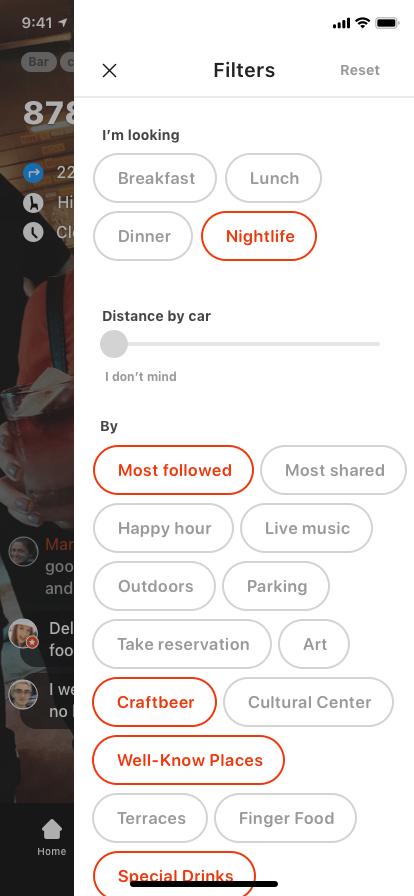 9:41
Bar
878
22
Hi
Filters
Reset
I'm looking
Breakfast Lunch
Dinner Nightlife
Distance by car
I don't mind
By
Most followed Most shared
Happy hour Live music
Outdoors Parking
Take reservation Art
Craftbeer Cultural Center
Well-Know Places
Terraces Finger Food
Special Drinks
Mar
goo
and
Del
foo
I we
no
Home